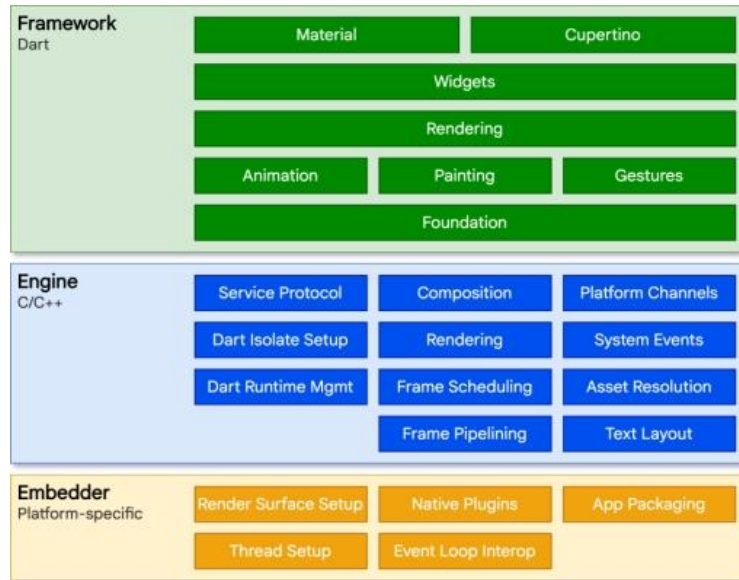 Framework
Dart
Material
Cupertino
Widgets
Rendering
Animation
Painting
Gestures
Foundation
Engine
C/C++
Service Protocol
Composition
Platform Channels
Dart Isolate Setup
Rendering
System Events
Dart Runtime Mgmt
Frame Scheduling
Asset Resolution
Frame Pipelining
Text Layout
Embedder
Platform-specific
Render Surface Setup
Native Plugins
App Packaging
Thread Setup
Event Loop Interop